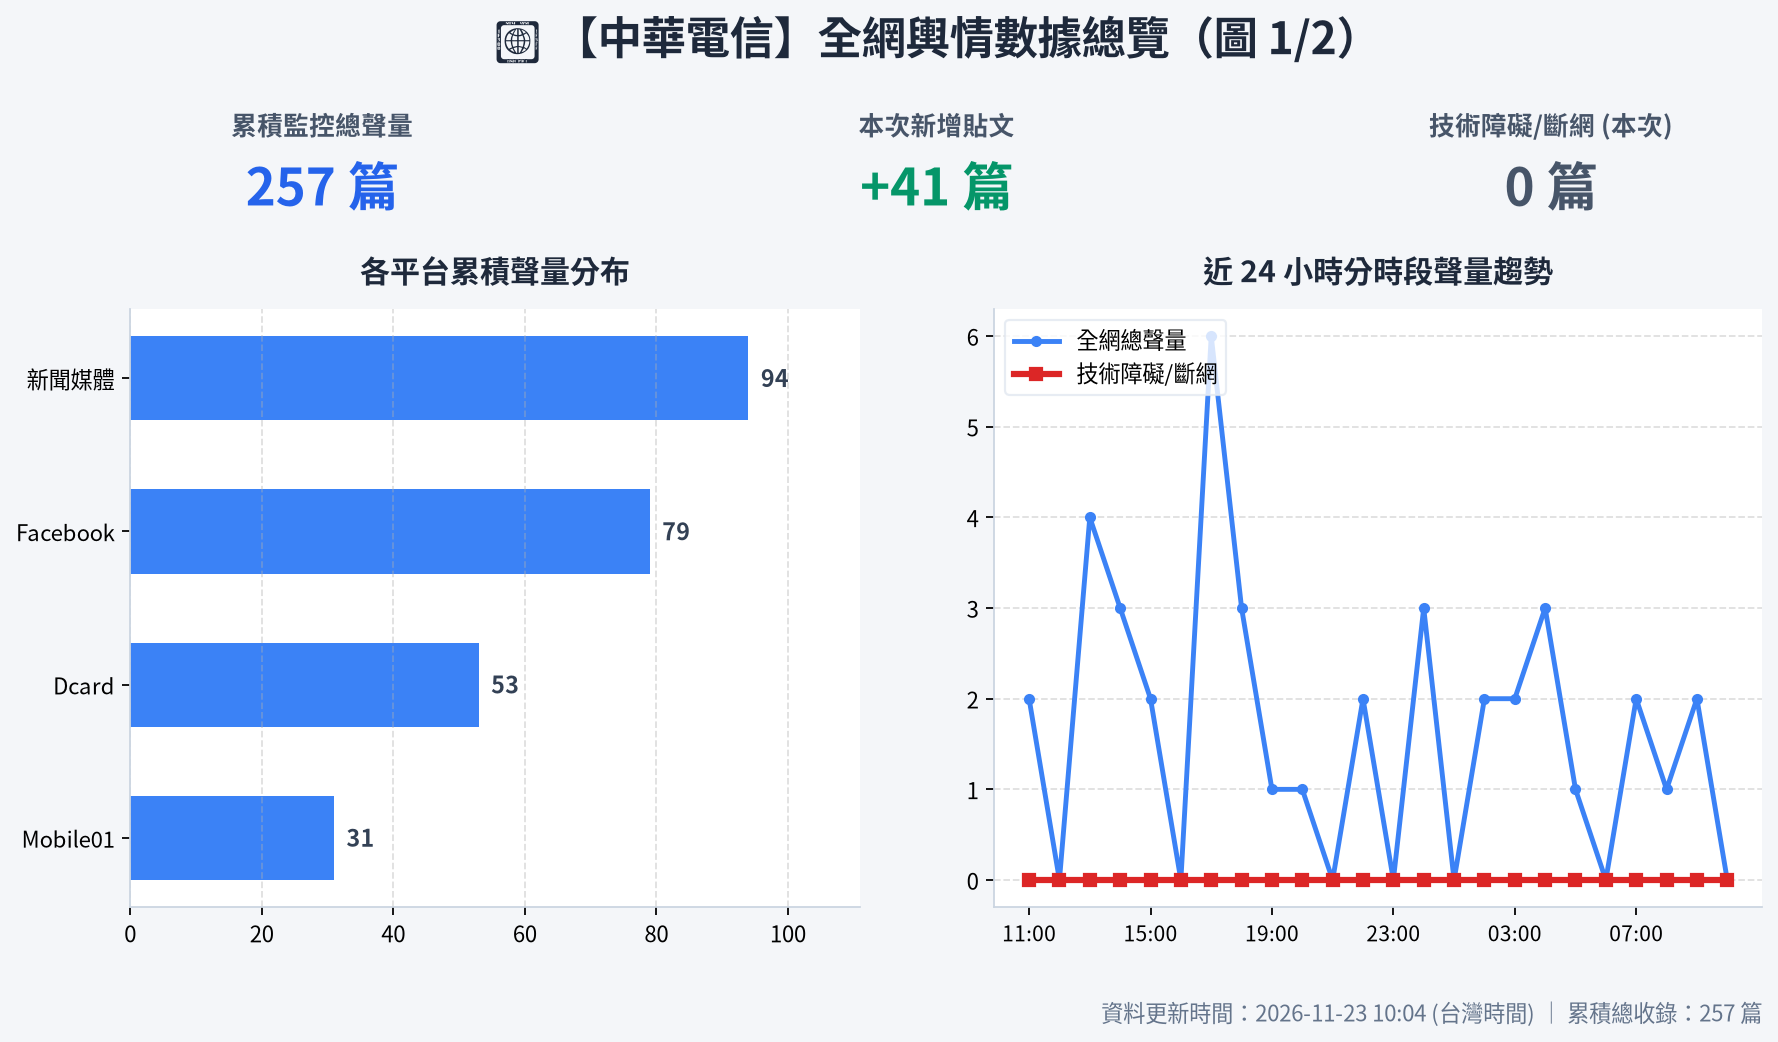 【中華電信】全網輿情數據總覽（圖 1/2）
累積監控總聲量
257 篇
本次新增貼文
+41 篇
技術障礙/斷網 (本次)
0 篇
各平台累積聲量分布
新聞媒體
94
Facebook
79
Dcard
53
Mobile01
31
0 20 40 60 80 100
近 24 小時分時段聲量趨勢
全網總聲量
技術障礙/斷網
6
5
4
3
2
1
0
11:00 15:00 19:00 23:00 03:00 07:00
資料更新時間：2026-11-23 10:04 (台灣時間) ｜ 累積總收錄：257 篇